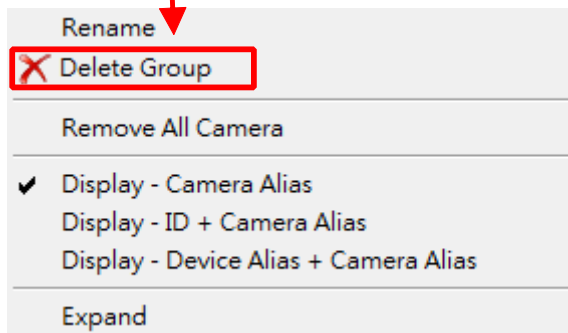 Rename
Delete Group
Remove All Camera
Display - Camera Alias
Display - ID + Camera Alias
Display - Device Alias + Camera Alias
Expand